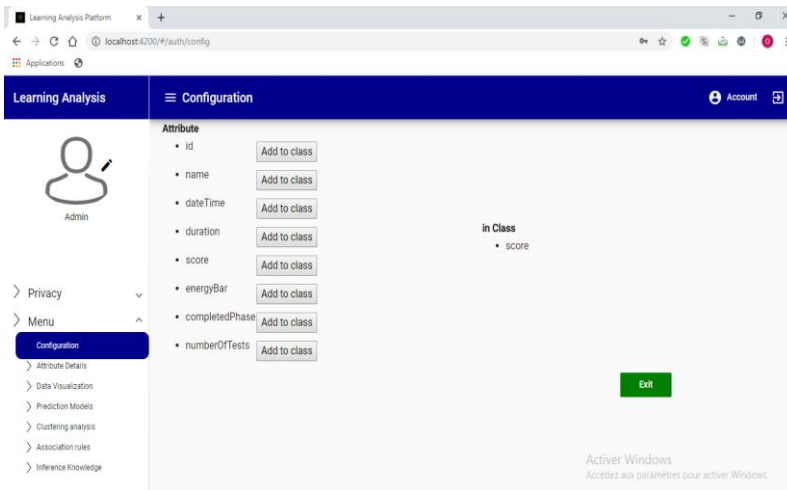 Learning Analysis Platform
localhost:4200/#/auth/config
Applications
Learning Analysis
Configuration
Account
Admin
Privacy
Menu
Configuration
Attribute Details
Data Visualization
Prediction Models
Clustering analysis
Association rules
Inference Knowledge
Attribute
• id Add to class
• name Add to class
• dateTime Add to class
• duration Add to class
• score Add to class
• energyBar Add to class
• completedPhase Add to class
• numberOfTests Add to class
in Class
• score
Exit
Activer Windows
Accédez aux paramètres pour activer Windows.